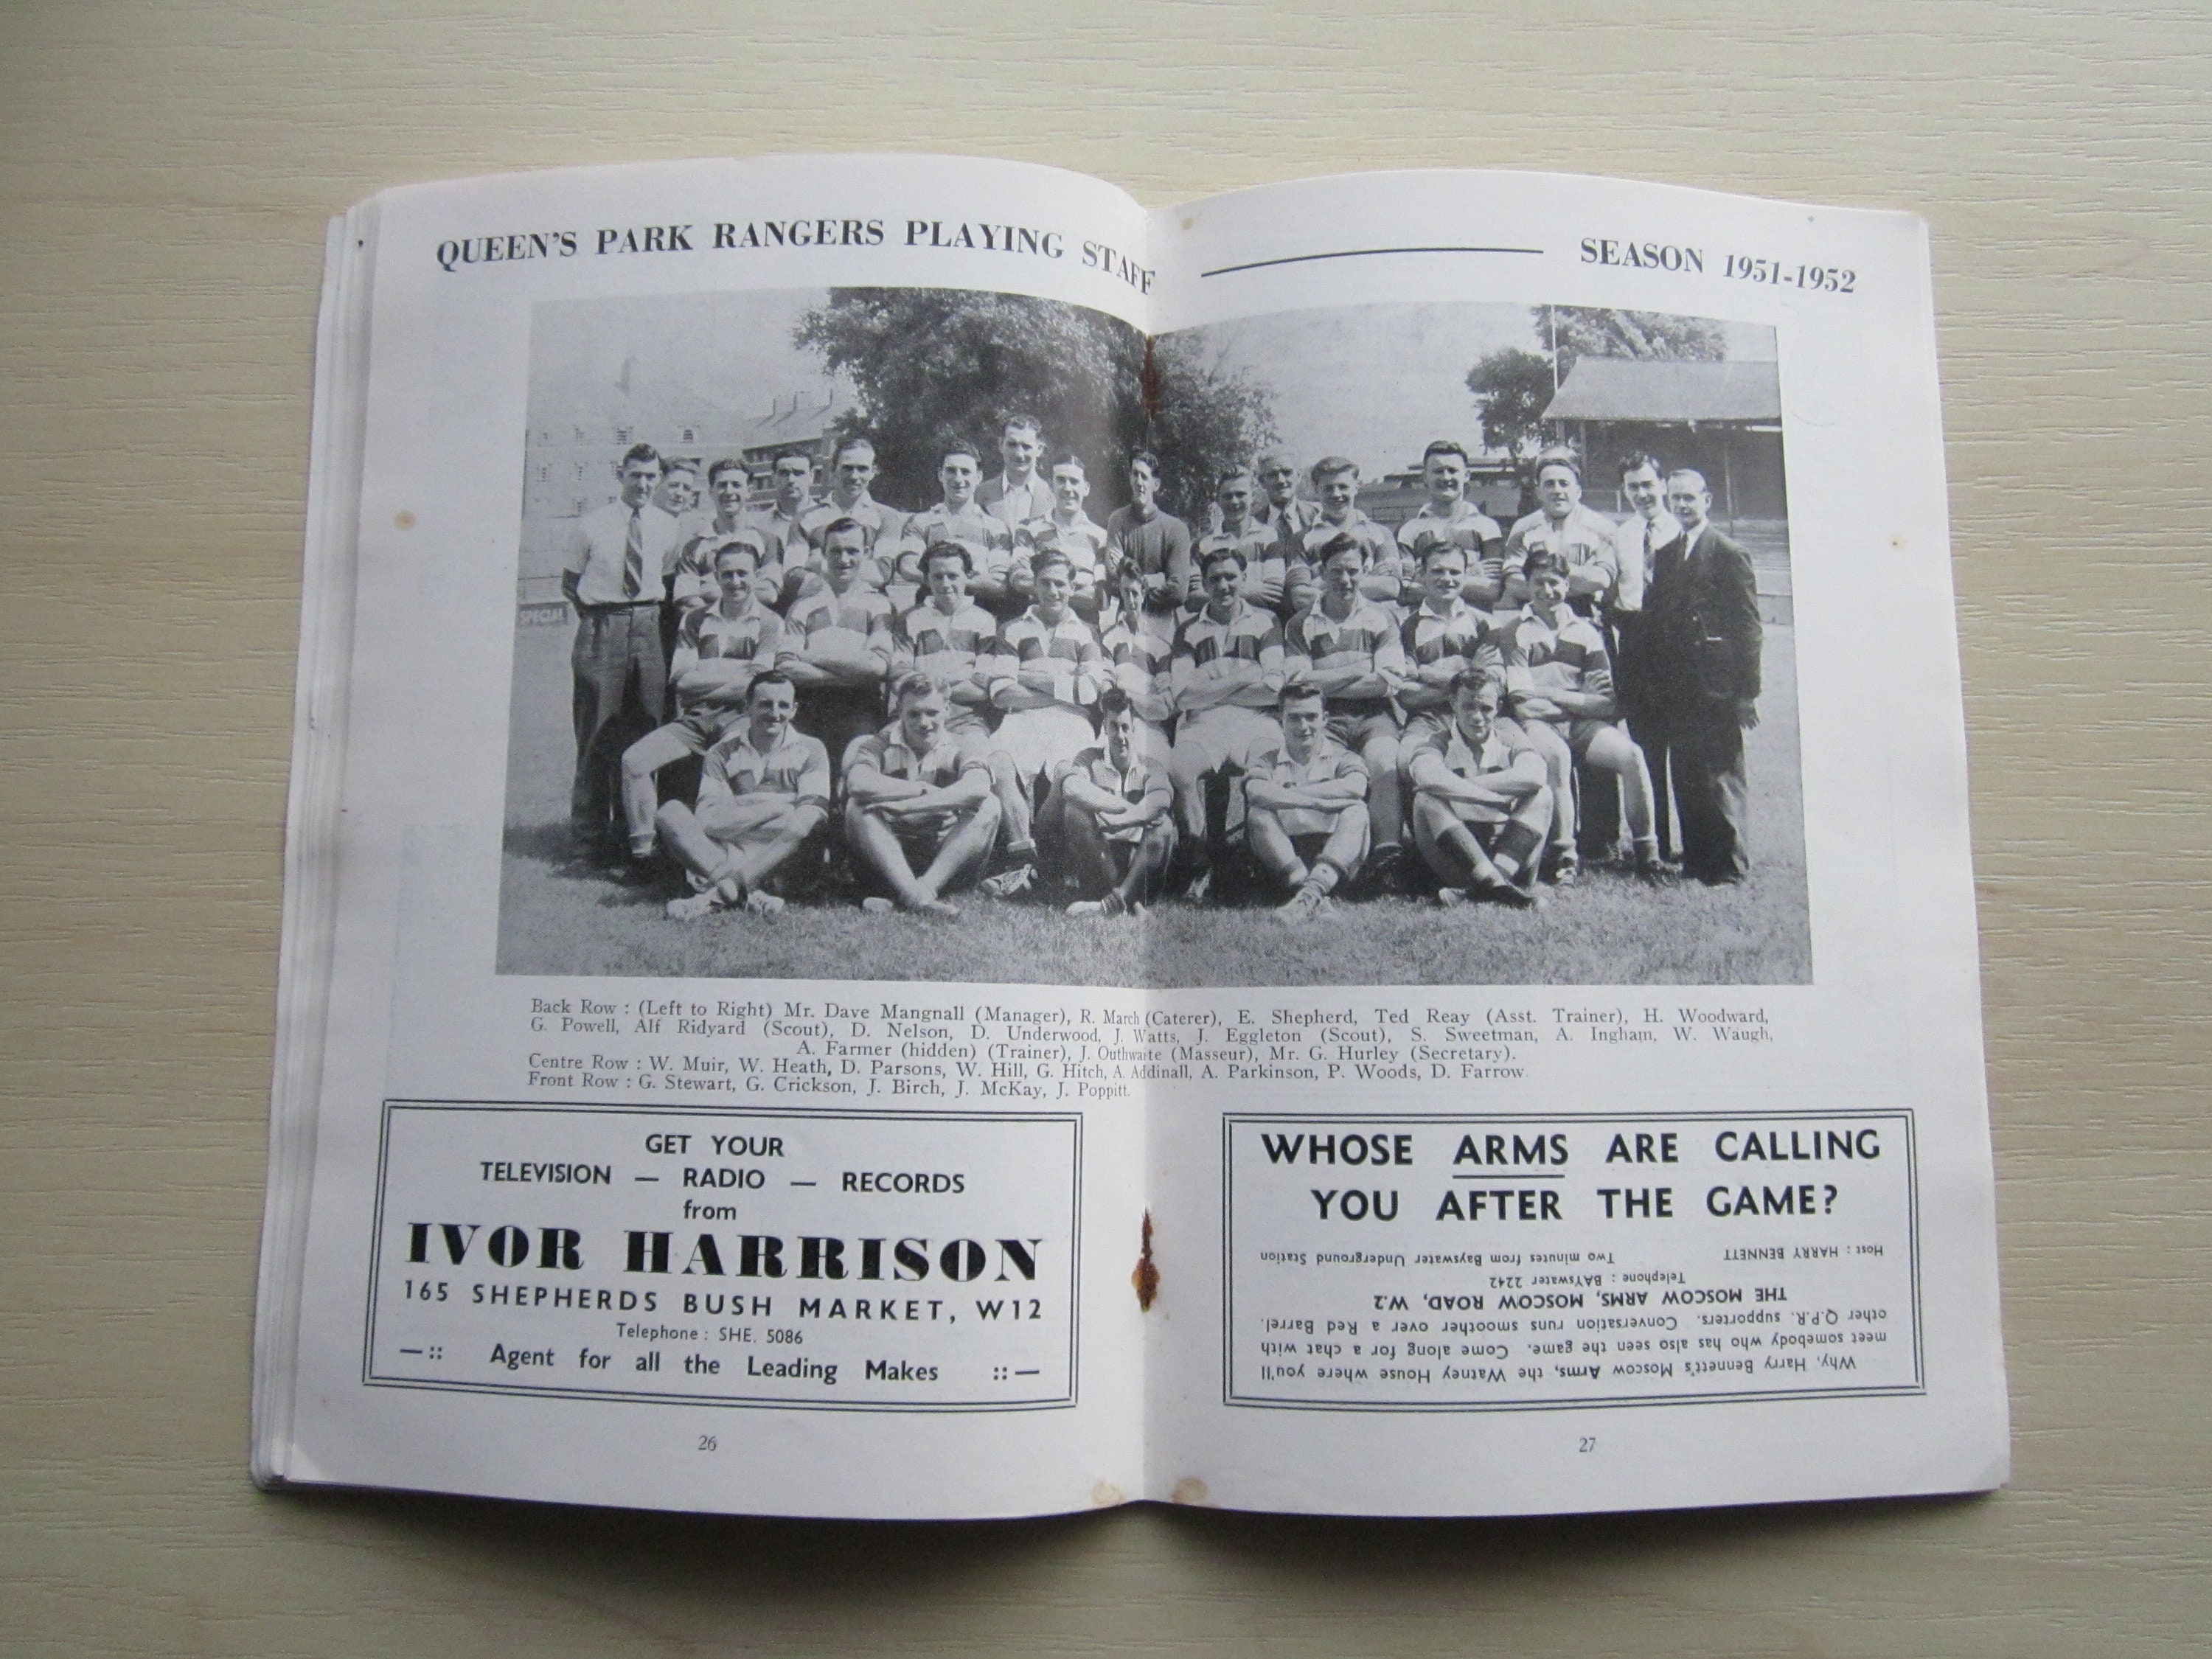 QUEEN'S PARK RANGERS PLAYING STAFF
SEASON 1951-1952
SPECIAL
Back Row : (Left to Right) Mr. Dave Mangnall (Manager), R. March (Caterer), E. Shepherd, Ted Reay (Asst. Trainer), H. Woodward,
G. Powell, Alf Ridyard (Scout), D. Nelson, D. Underwood, J. Watts, J. Eggleton (Scout), S. Sweetman, A. Ingham, W. Waugh,
A. Farmer (hidden) (Trainer), J. Outhwaite (Masseur), Mr. G. Hurley (Secretary).
Centre Row : W. Muir, W. Heath, D. Parsons, W. Hill, G. Hitch, A. Addinall, A. Parkinson, P. Woods, D. Farrow
Front Row : G. Stewart, G. Crickson, J. Birch, J. McKay, J. Poppitt.
GET YOUR
TELEVISION — RADIO — RECORDS
from
IVOR HARRISON
165 SHEPHERDS BUSH MARKET, W12
Telephone : SHE. 5086
— :: Agent for all the Leading Makes :: —
26
WHOSE ARMS ARE CALLING
YOU AFTER THE GAME?
Why, Harry Bennett's Moscow Arms, the Watney House where you'll
meet somebody who has also seen the game. Come along for a chat with
other Q.P.R. supporters. Conversation runs smoother over a Red Barrel.
THE MOSCOW ARMS, MOSCOW ROAD, W.2
Telephone : BAYswater 2242
Host : HARRY BENNETT Two minutes from Bayswater Underground Station
27